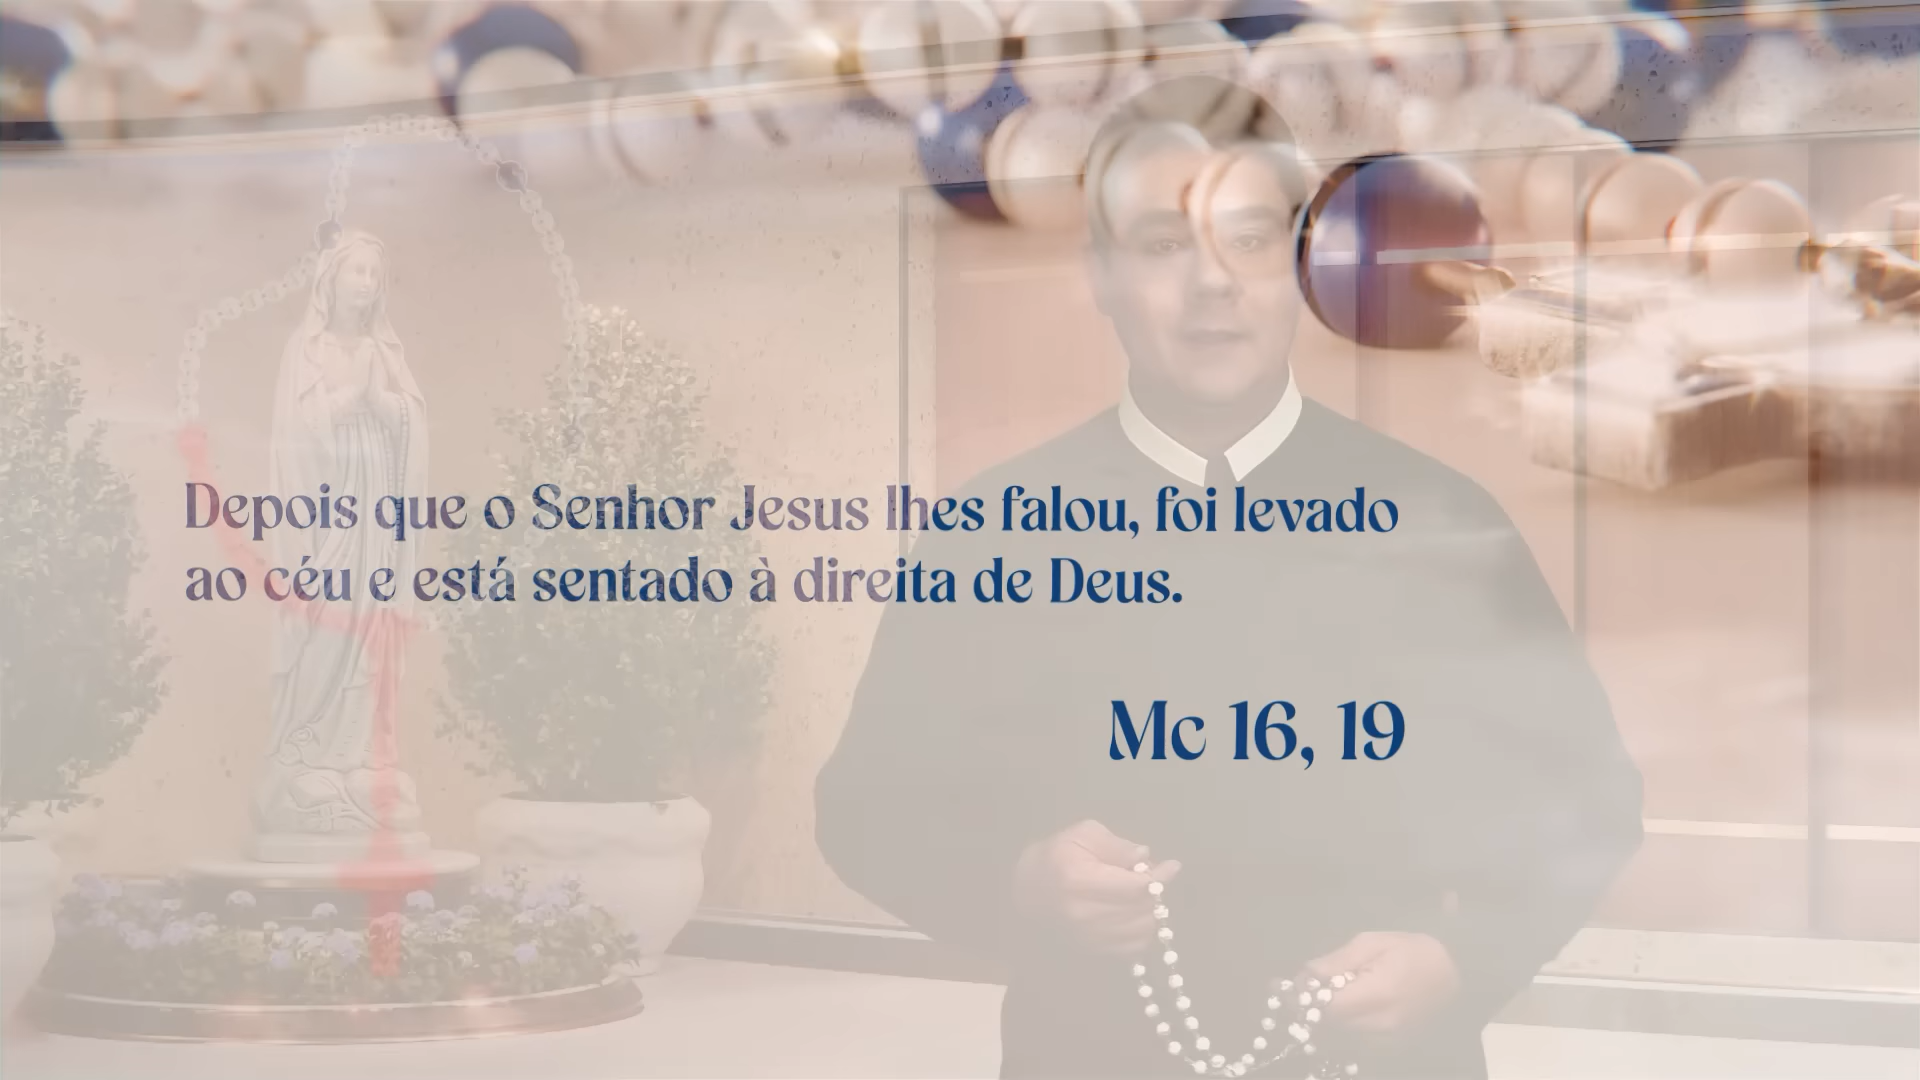 Depois que o Senhor Jesus lhes falou, foi levado
ao céu e está sentado à direita de Deus.
Mc 16, 19